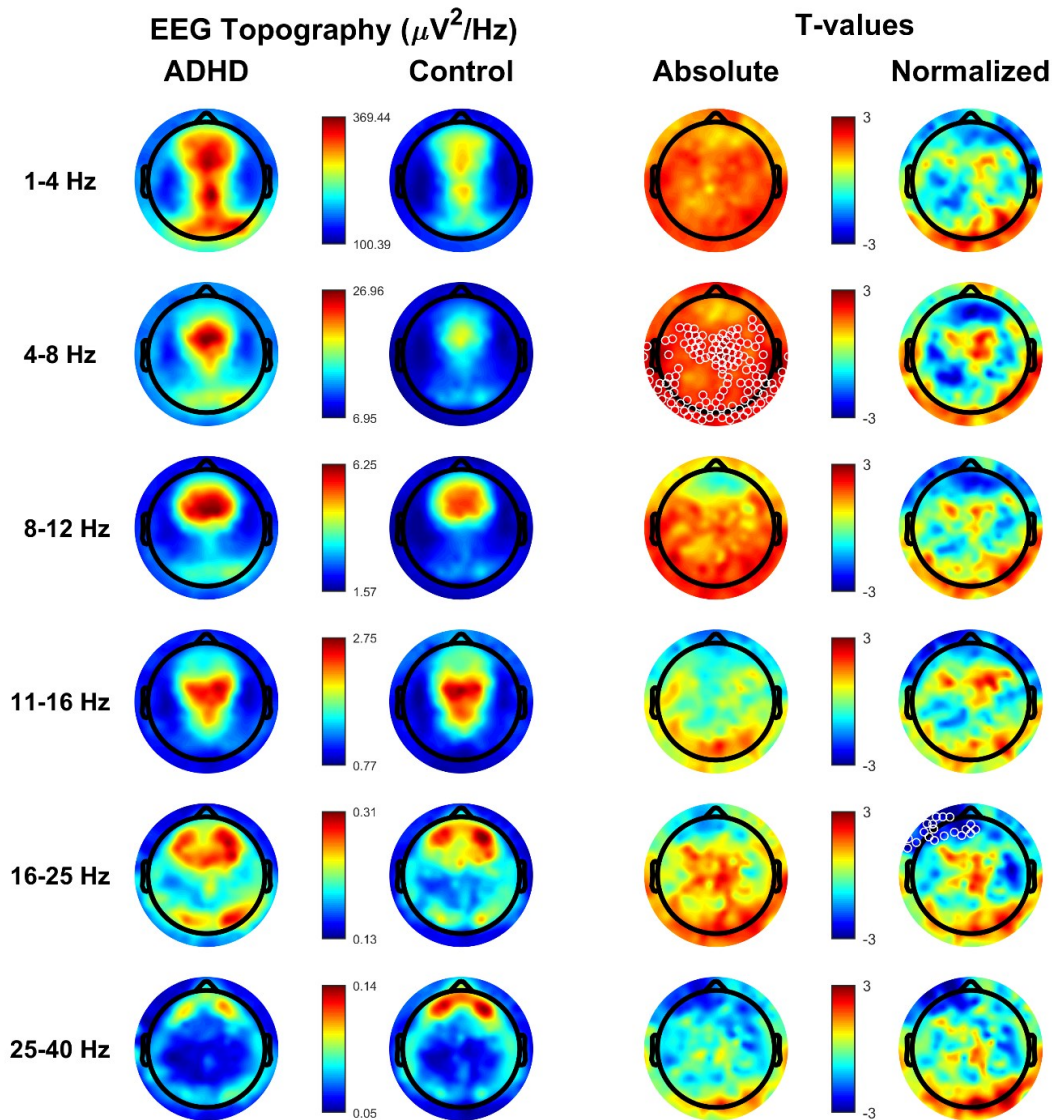 EEG Topography (μV²/Hz)
T-values
ADHD
Control
Absolute
Normalized
1-4 Hz
369.44
100.39
3
-3
4-8 Hz
26.96
6.95
3
-3
8-12 Hz
6.25
1.57
3
-3
11-16 Hz
2.75
0.77
3
-3
16-25 Hz
0.31
0.13
3
-3
25-40 Hz
0.14
0.05
3
-3